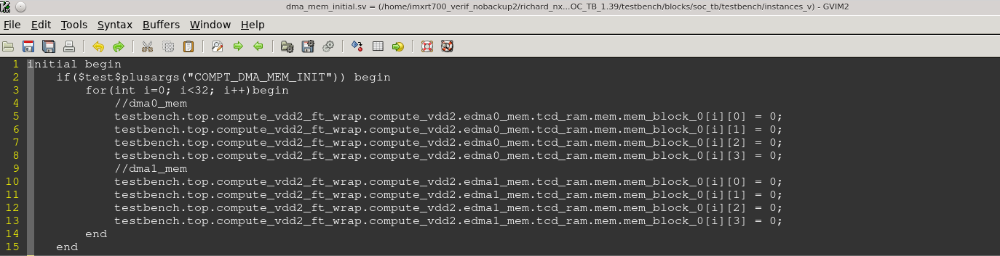 dma_mem_initial.sv = (/home/imxrt700_verif_nobackup2/richard_nx...OC_TB_1.39/testbench/blocks/soc_tb/testbench/instances_v) - GVIM2
File Edit Tools Syntax Buffers Window Help
1 initial begin
2     if($test$plusargs("COMPT_DMA_MEM_INIT")) begin
3         for(int i=0; i<32; i++)begin
4             //dma0_mem
5             testbench.top.compute_vdd2_ft_wrap.compute_vdd2.edma0_mem.tcd_ram.mem.mem_block_0[i][0] = 0;
6             testbench.top.compute_vdd2_ft_wrap.compute_vdd2.edma0_mem.tcd_ram.mem.mem_block_0[i][1] = 0;
7             testbench.top.compute_vdd2_ft_wrap.compute_vdd2.edma0_mem.tcd_ram.mem.mem_block_0[i][2] = 0;
8             testbench.top.compute_vdd2_ft_wrap.compute_vdd2.edma0_mem.tcd_ram.mem.mem_block_0[i][3] = 0;
9             //dma1_mem
10             testbench.top.compute_vdd2_ft_wrap.compute_vdd2.edma1_mem.tcd_ram.mem.mem_block_0[i][0] = 0;
11             testbench.top.compute_vdd2_ft_wrap.compute_vdd2.edma1_mem.tcd_ram.mem.mem_block_0[i][1] = 0;
12             testbench.top.compute_vdd2_ft_wrap.compute_vdd2.edma1_mem.tcd_ram.mem.mem_block_0[i][2] = 0;
13             testbench.top.compute_vdd2_ft_wrap.compute_vdd2.edma1_mem.tcd_ram.mem.mem_block_0[i][3] = 0;
14         end
15     end